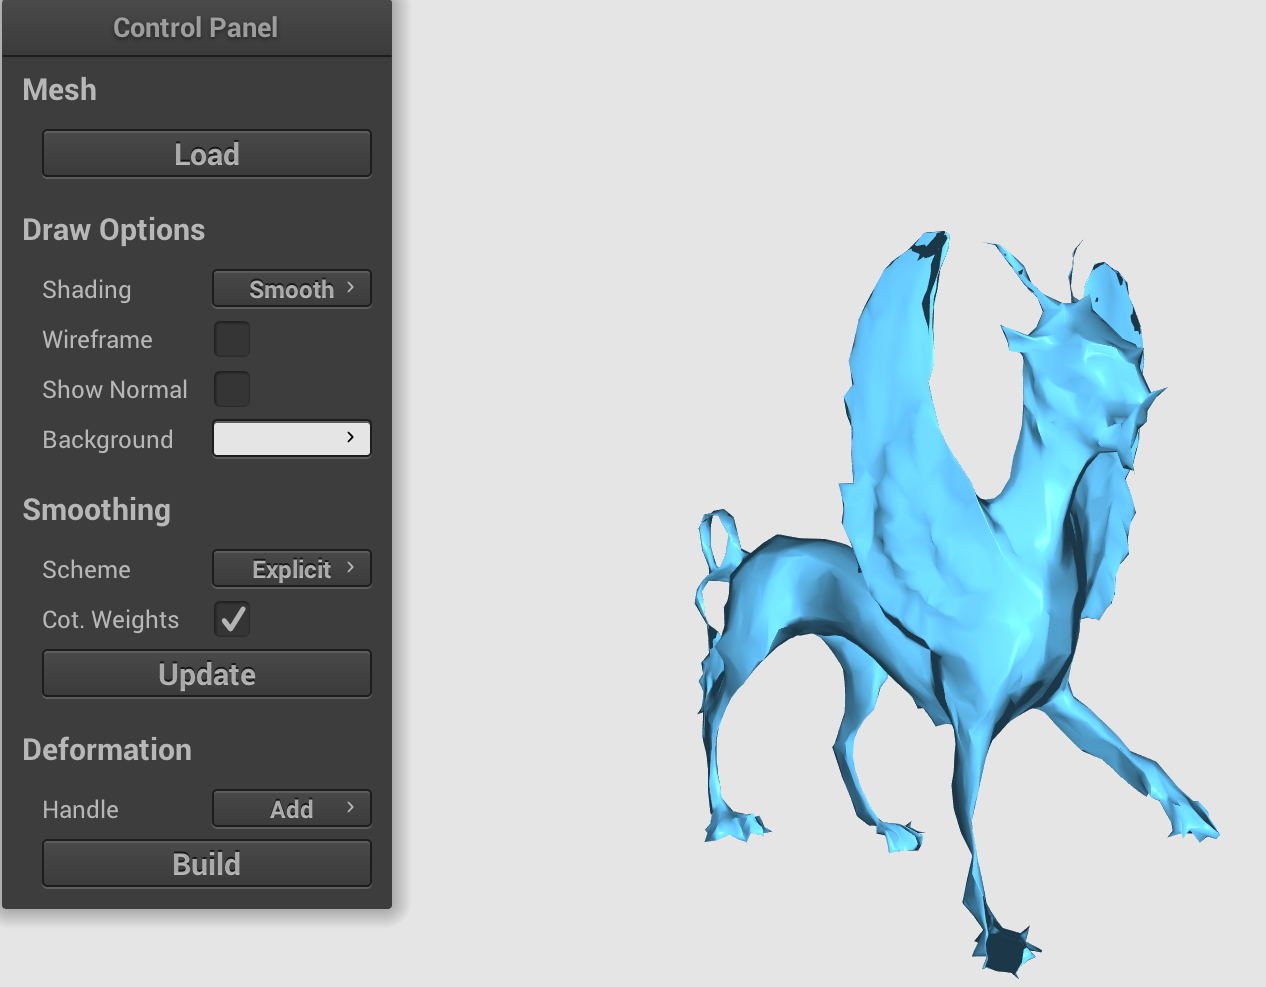 Control Panel
Mesh
Load
Draw Options
Shading Smooth
Wireframe
Show Normal
Background
Smoothing
Scheme Explicit
Cot. Weights
Update
Deformation
Handle Add
Build